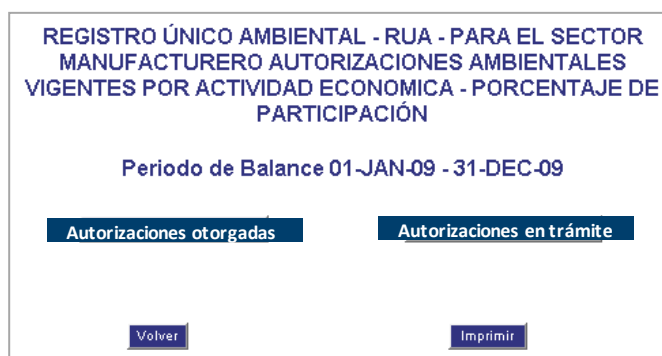 REGISTRO ÚNICO AMBIENTAL - RUA - PARA EL SECTOR
MANUFACTURERO AUTORIZACIONES AMBIENTALES
VIGENTES POR ACTIVIDAD ECONOMICA - PORCENTAJE DE
PARTICIPACIÓN
Periodo de Balance 01-JAN-09 - 31-DEC-09
Autorizaciones otorgadas
Autorizaciones en trámite
Volver
Imprimir